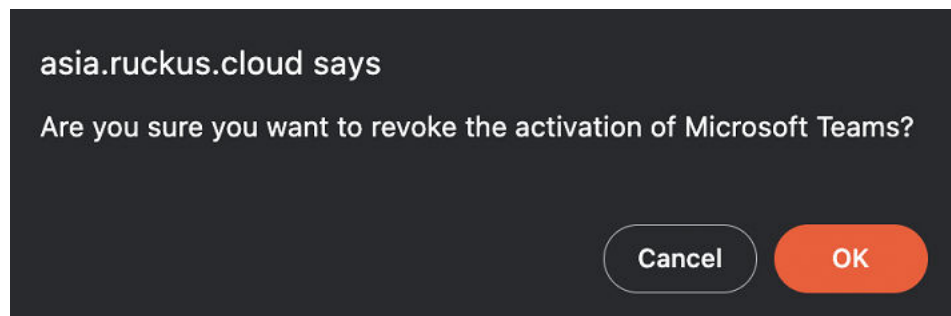 asia.ruckus.cloud says
Are you sure you want to revoke the activation of Microsoft Teams?
Cancel
OK